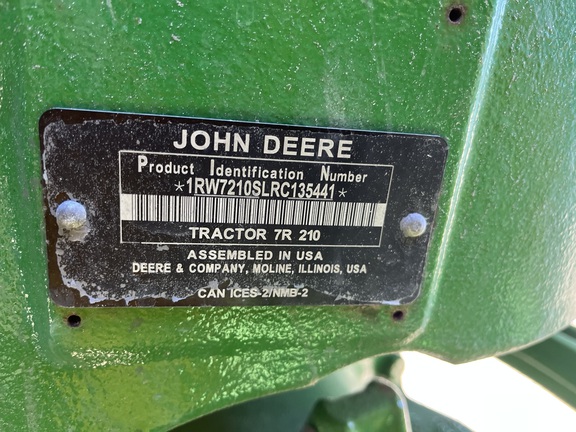 JOHN DEERE
Product Identification Number
*1RW7210SLRC135441*
TRACTOR 7R 210
ASSEMBLED IN USA
DEERE & COMPANY, MOLINE, ILLINOIS, USA
CAN ICES-2/NMB-2